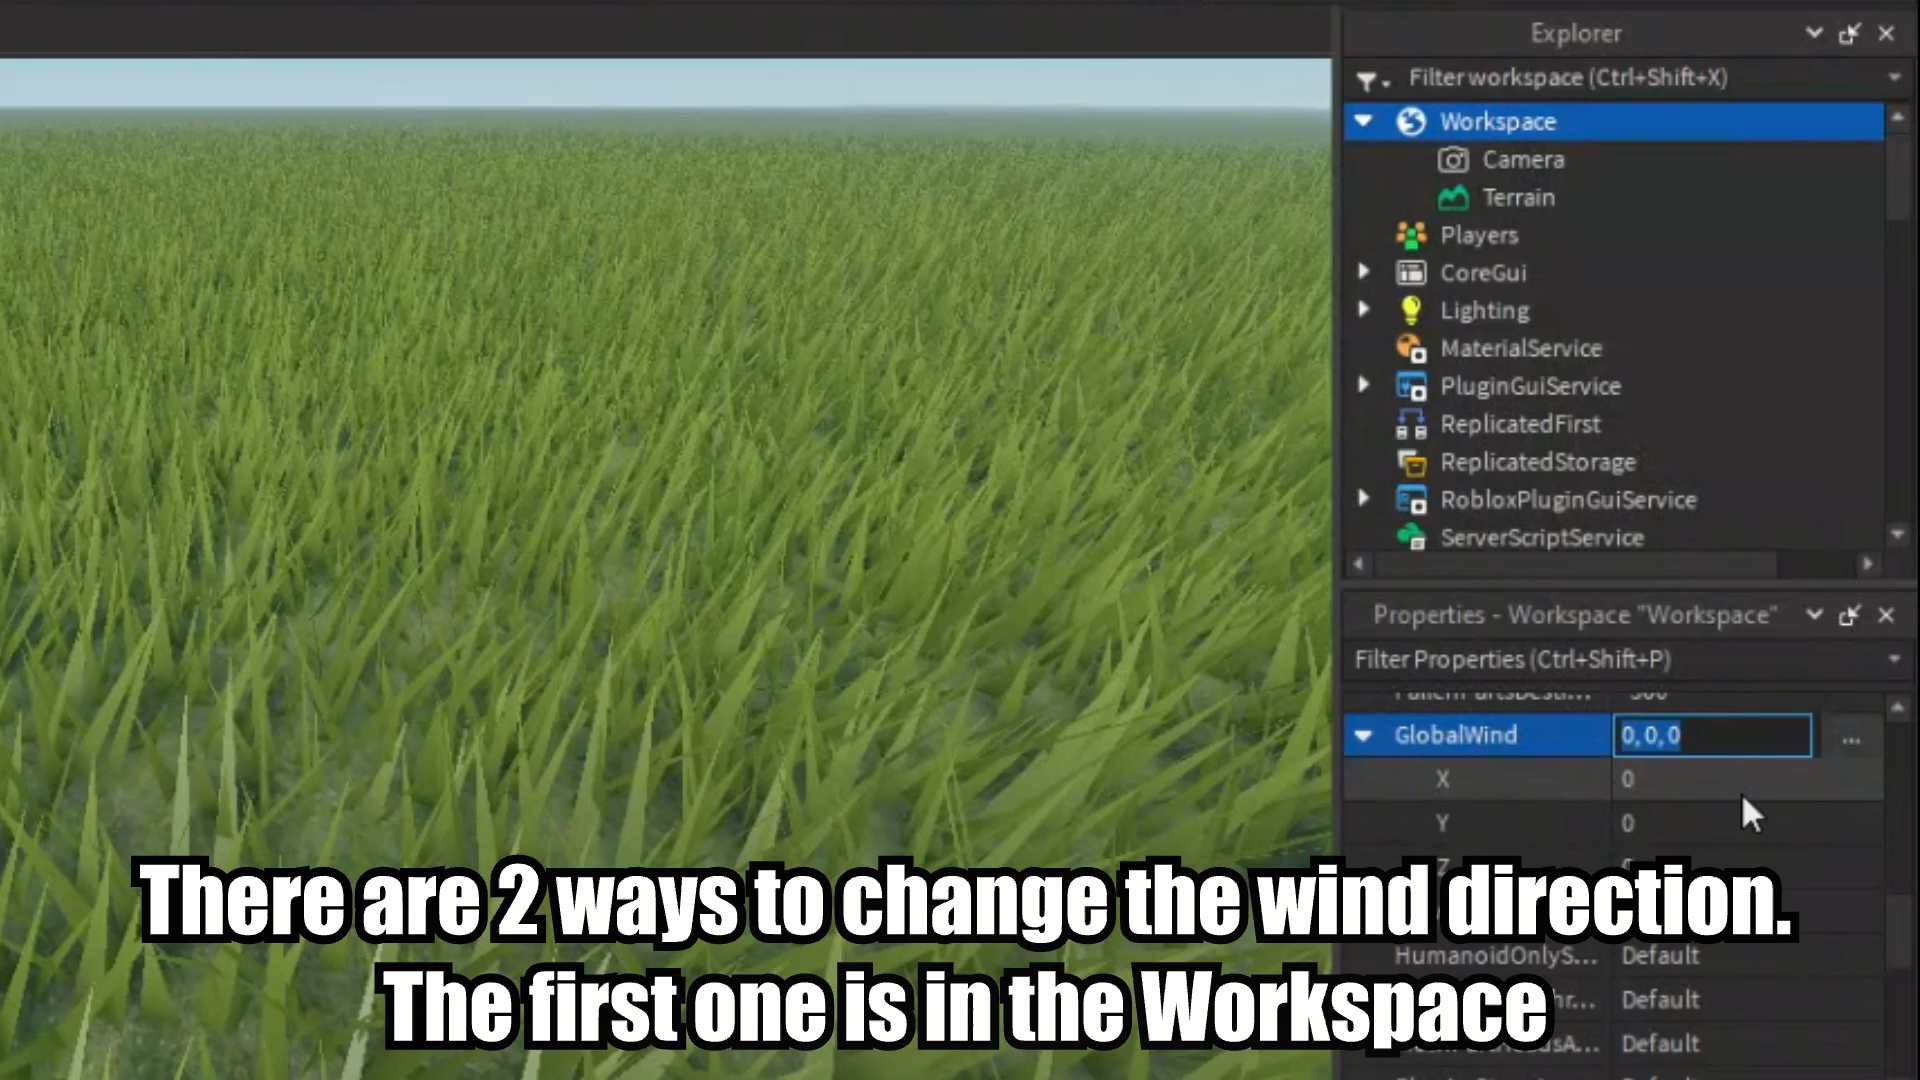 Explorer
Filter workspace (Ctrl+Shift+X)
Workspace
Camera
Terrain
Players
CoreGui
Lighting
MaterialService
PluginGuiService
ReplicatedFirst
ReplicatedStorage
RobloxPluginGuiService
ServerScriptService
Properties - Workspace "Workspace"
Filter Properties (Ctrl+Shift+P)
GlobalWind 0, 0, 0 ...
X 0
Y 0
Z
There are 2 ways to change the wind direction.
HumanoidOnlyS... Default
The first one is in the Workspace
Default
Default